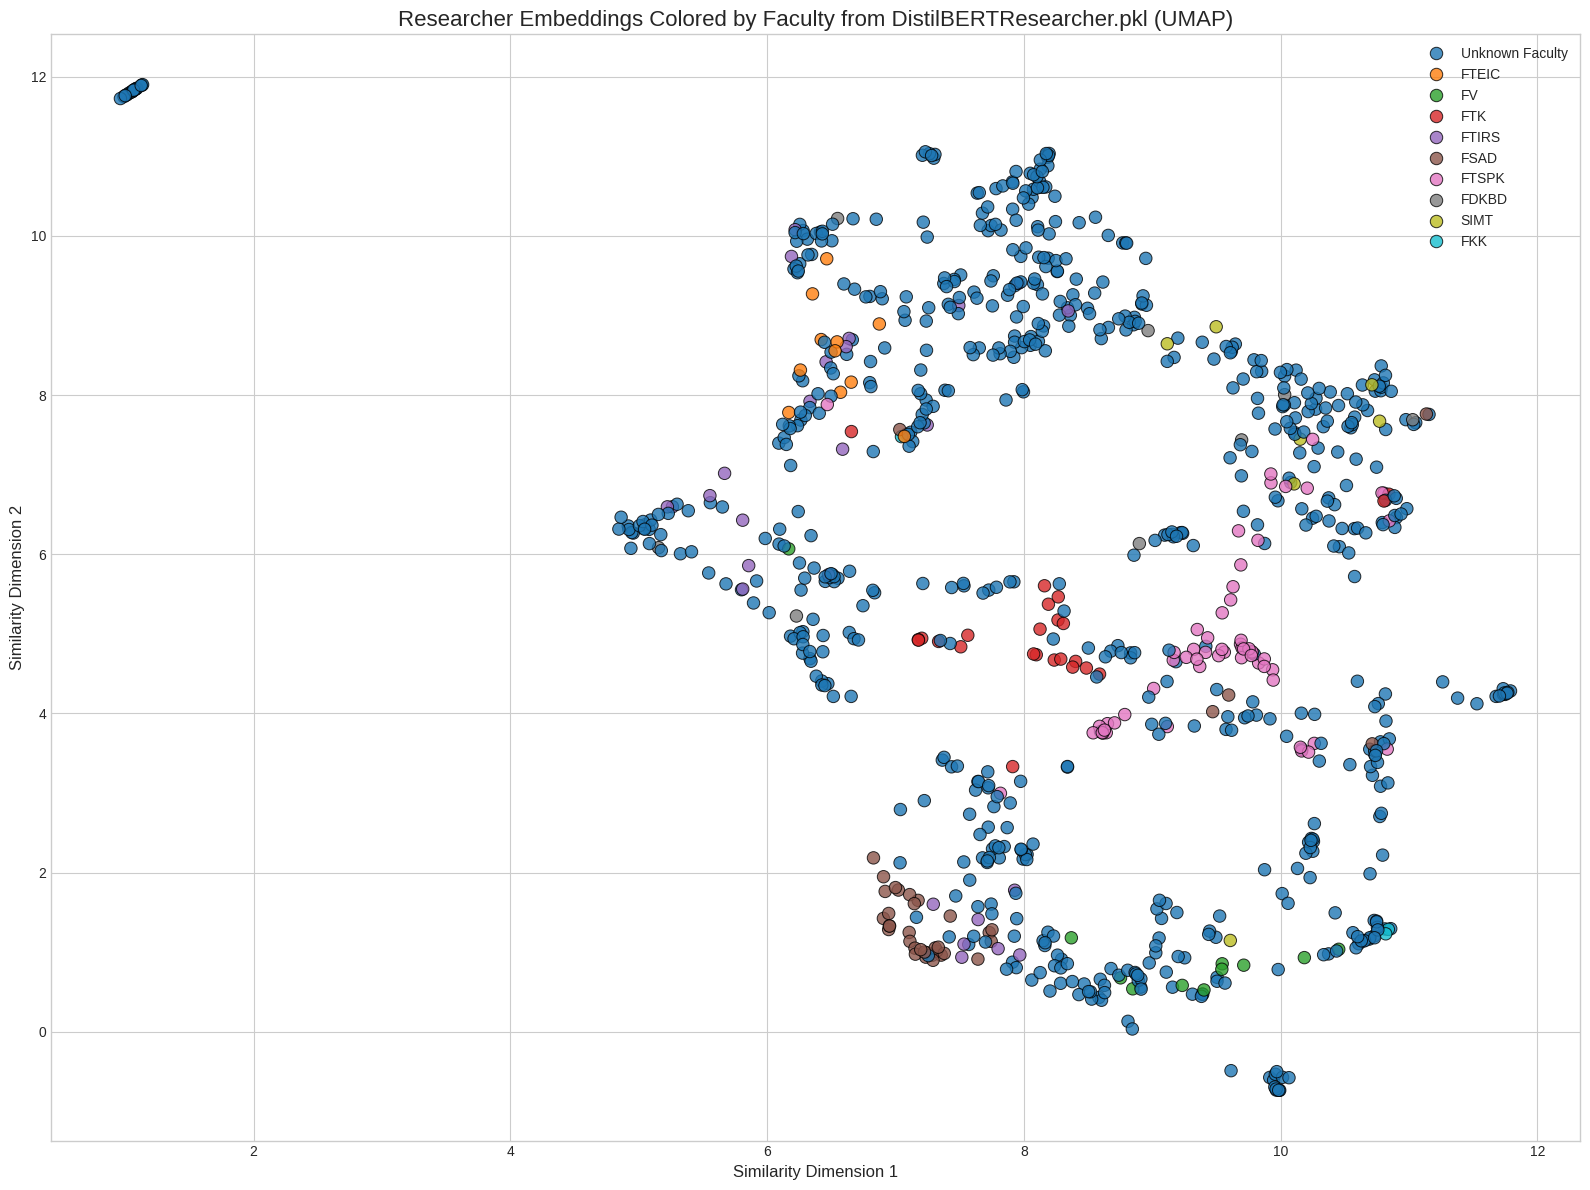 Researcher Embeddings Colored by Faculty from DistilBERTResearcher.pkl (UMAP)
Unknown Faculty
FTEIC
FV
FTK
FTIRS
FSAD
FTSPK
FDKBD
SIMT
FKK
Similarity Dimension 2
12
10
8
6
4
2
0
2
4
6
8
10
12
Similarity Dimension 1